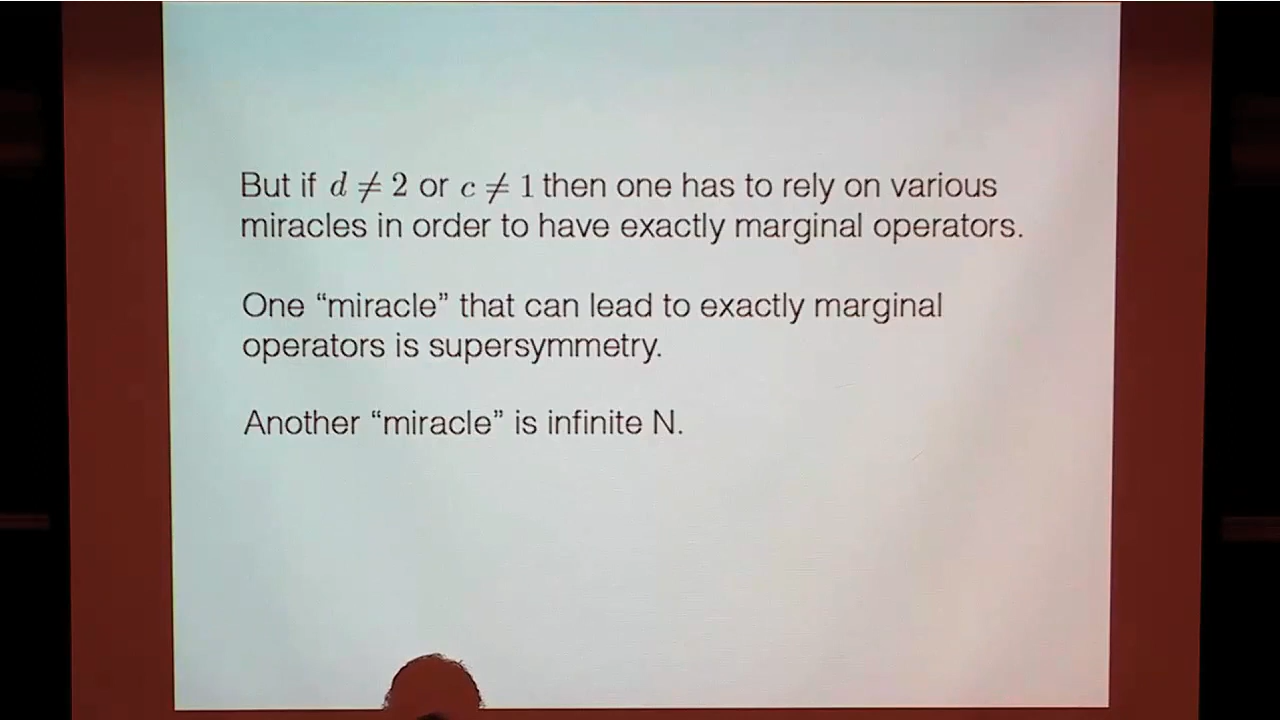 But if d ≠ 2 or c ≠ 1 then one has to rely on various
miracles in order to have exactly marginal operators.
One “miracle” that can lead to exactly marginal
operators is supersymmetry.
Another “miracle” is infinite N.